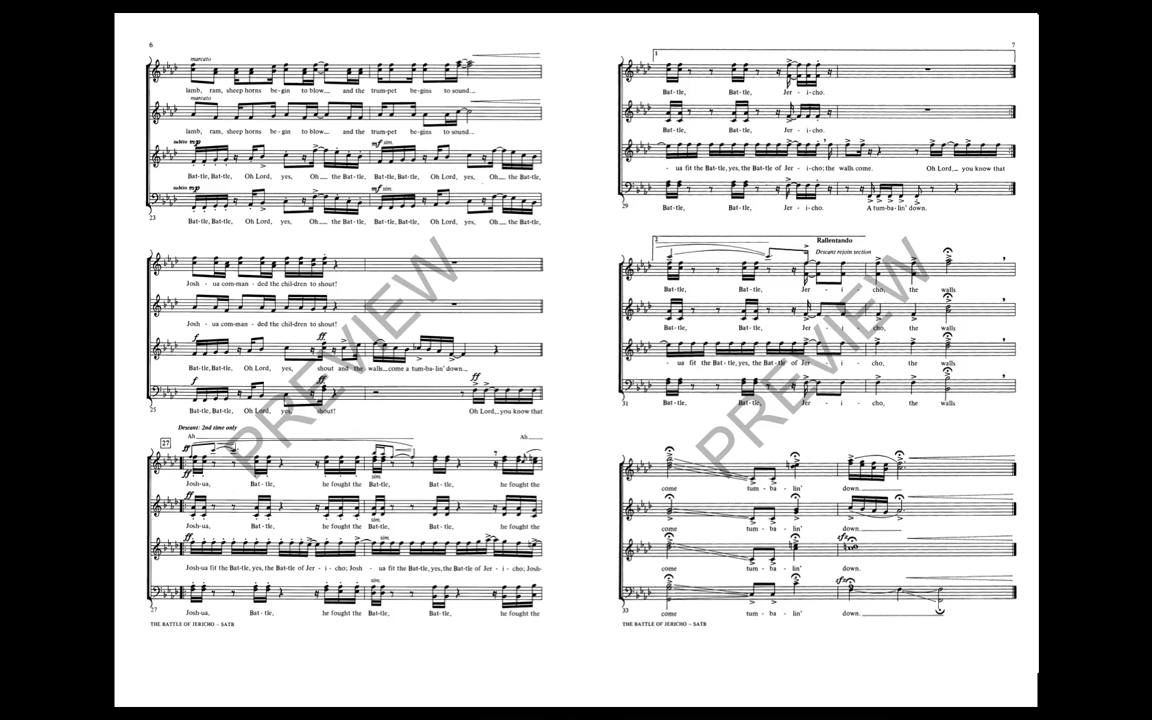 6
marcato
lamb, ram, sheep horns be - gin to blow and the trum-pet be-gins to sound
marcato
lamb, ram, sheep horns be - gin to blow and the trum-pet be-gins to sound
subito mp
mf sim.
Bat-tle, Bat-tle, Oh Lord, yes, Oh the Bat-tle, Bat-tle, Bat-tle, Oh Lord, yes, Oh the Bat-tle,
subito mp
mf sim.
23
Bat-tle, Bat-tle, Oh Lord, yes, Oh the Bat-tle, Bat-tle, Bat-tle, Oh Lord, yes, Oh the Bat-tle,
Josh - ua com-man - ded the chil-dren to shout!
Josh - ua com-man - ded the chil-dren to shout!
f ff
Bat-tle, Bat-tle, Oh Lord, yes, shout and the walls come a tum-ba-lin' down.
f ff ff
25
Bat-tle, Bat-tle, Oh Lord, yes, shout! Oh Lord, you know that
Descant: 2nd time only
27
Ah Ah
ff
ff sim.
Josh-ua, Bat - tle, he fought the Bat-tle, Bat-tle, he fought the
ff
sim.
Josh-ua, Bat - tle, he fought the Bat-tle, Bat-tle, he fought the
ff sim.
Josh-ua fit the Bat-tle, yes, the Bat-tle of Jer - i - cho; Josh - ua fit the Bat-tle, yes, the Bat-tle of Jer - i - cho; Josh-
sim.
27
Josh-ua, Bat - tle, he fought the Bat-tle, Bat-tle, he fought the
THE BATTLE OF JERICHO – SATB
PREVIEW
7
1
Bat-tle, Bat-tle, Jer - i - cho.
Bat-tle, Bat-tle, Jer - i - cho.
- ua fit the Bat-tle, yes, the Bat-tle of Jer - i-cho; the walls come. Oh Lord, you know that
29
Bat-tle, Bat-tle, Jer - i-cho. A tum-ba-lin' down.
2
Rallentando
Descant rejoin section
Bat-tle, Bat-tle, Jer - i - cho, the walls
Bat-tle, Bat-tle, Jer - i - cho, the walls
- ua fit the Bat-tle, yes, the Bat-tle of Jer - i - cho, the walls
31
Bat-tle, Bat-tle, Jer - i - cho, the walls
come tum - ba - lin' down.
come tum - ba - lin' down.
sfz
come tum - ba - lin' down.
sfz
33
come tum - ba - lin' down.
THE BATTLE OF JERICHO – SATB
PREVIEW